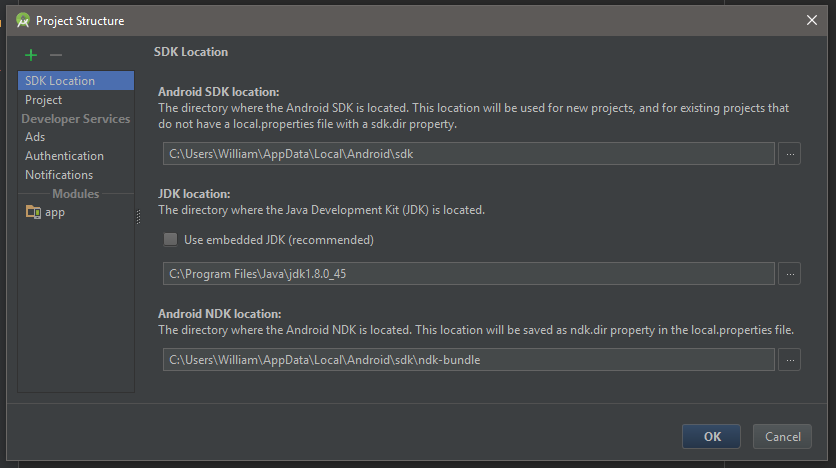 Project Structure
SDK Location
Project
Developer Services
Ads
Authentication
Notifications
Modules
app
SDK Location
Android SDK location:
The directory where the Android SDK is located. This location will be used for new projects, and for existing projects that
do not have a local.properties file with a sdk.dir property.
C:\Users\William\AppData\Local\Android\sdk
...
JDK location:
The directory where the Java Development Kit (JDK) is located.
Use embedded JDK (recommended)
C:\Program Files\Java\jdk1.8.0_45
...
Android NDK location:
The directory where the Android NDK is located. This location will be saved as ndk.dir property in the local.properties file.
C:\Users\William\AppData\Local\Android\sdk\ndk-bundle
...
OK
Cancel